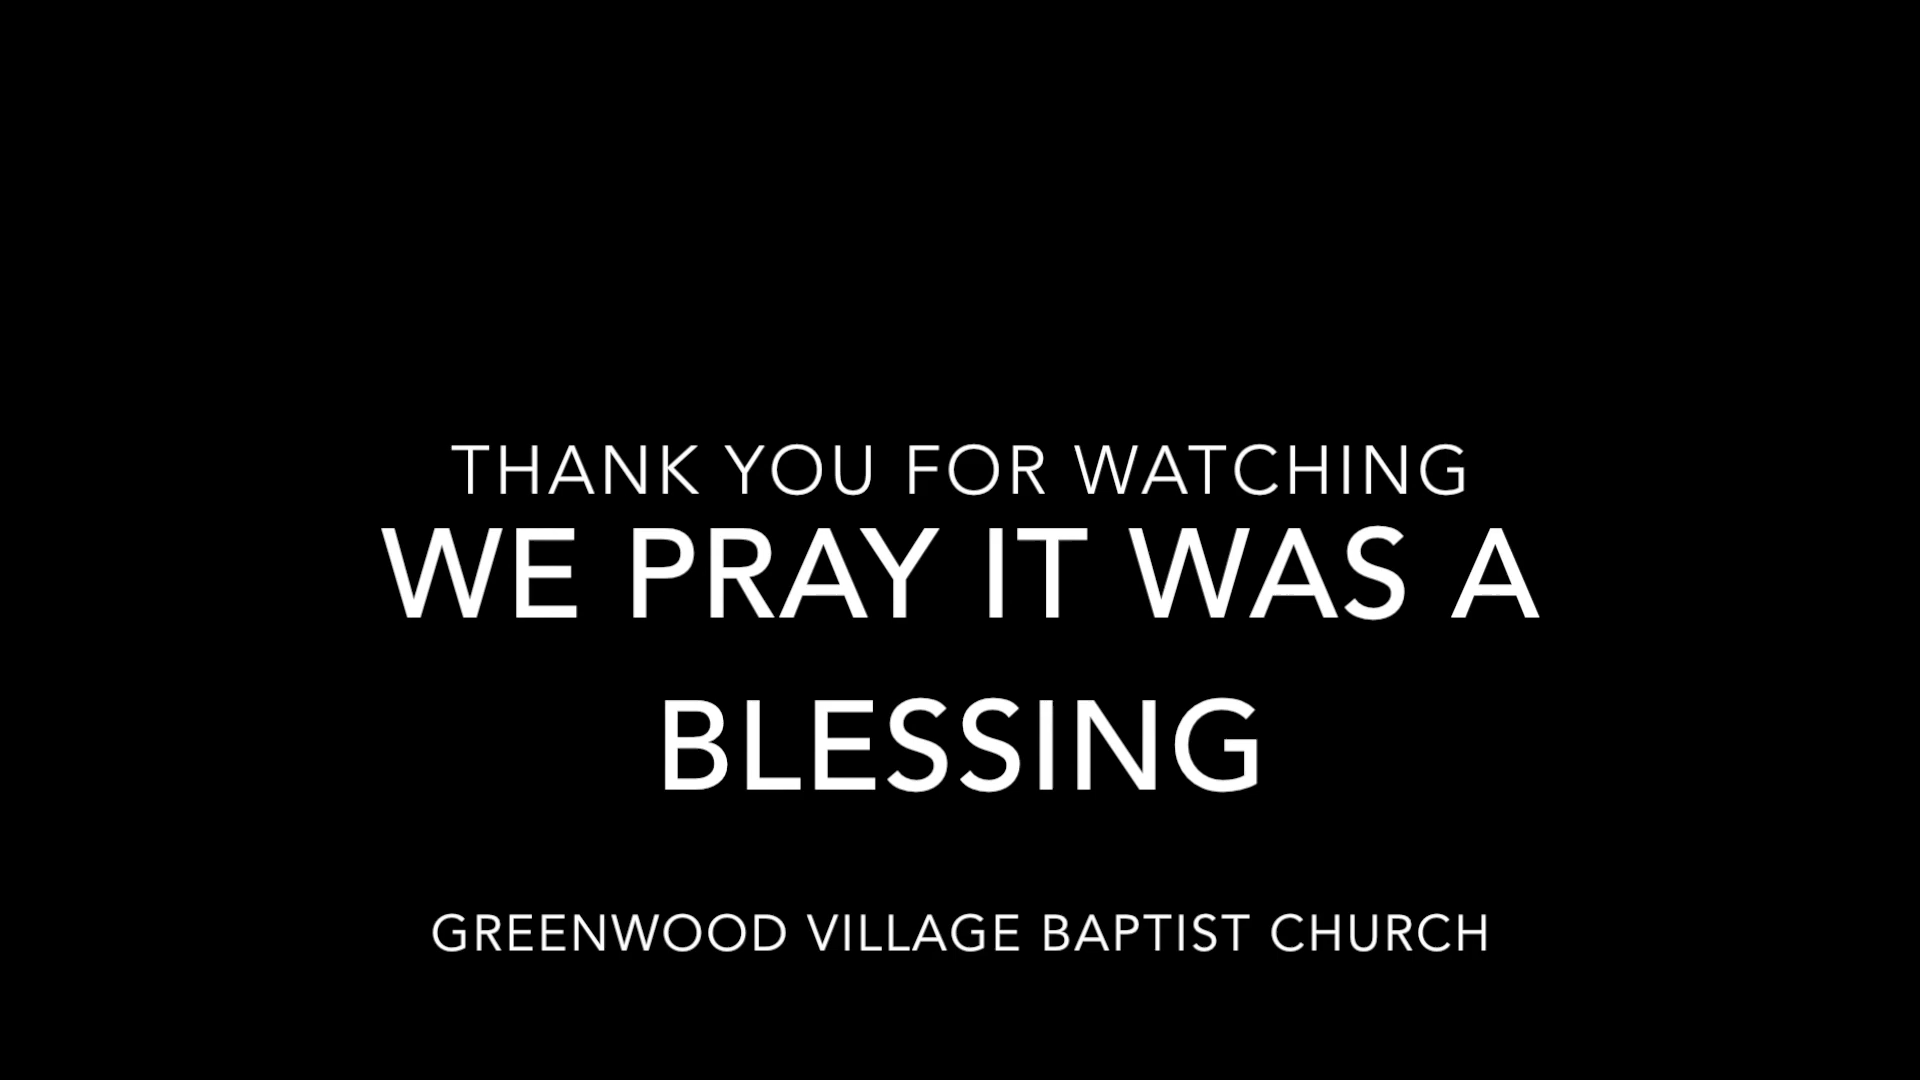 THANK YOU FOR WATCHING
WE PRAY IT WAS A
BLESSING
GREENWOOD VILLAGE BAPTIST CHURCH